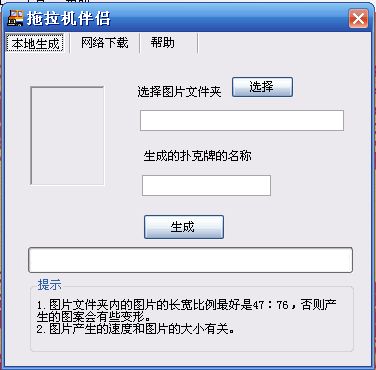 拖拉机伴侣
本地生成 网络下载 帮助
选择图片文件夹 选择
生成的扑克牌的名称
生成
提示
1.图片文件夹内的图片的长宽比例最好是47：76，否则产
生的图案会有些变形。
2.图片产生的速度和图片的大小有关。